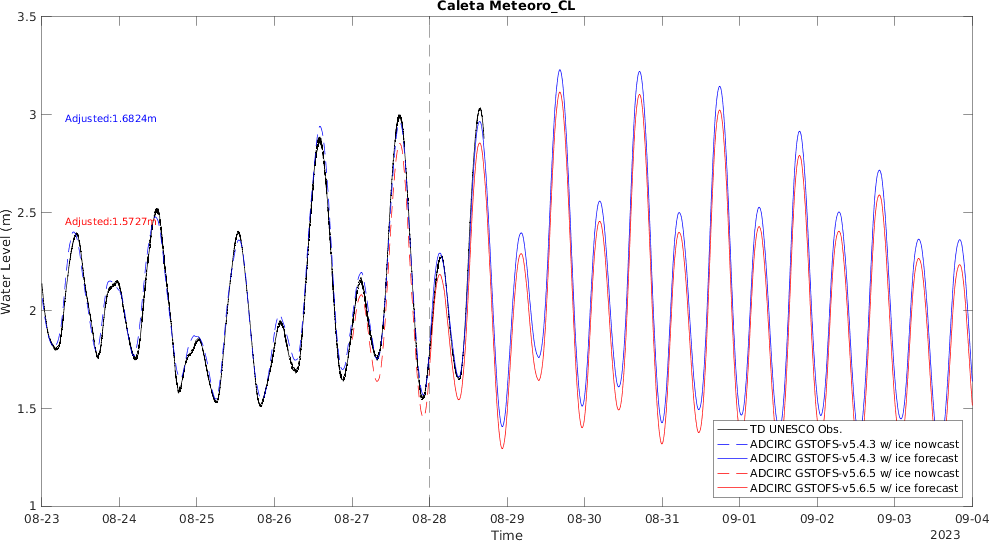 Caleta Meteoro_CL
3.5
3
2.5
2
1.5
1
Water Level (m)
Adjusted:1.6824m
Adjusted:1.5727m
TD UNESCO Obs.
ADCIRC GSTOFS-v5.4.3 w/ ice nowcast
ADCIRC GSTOFS-v5.4.3 w/ ice forecast
ADCIRC GSTOFS-v5.6.5 w/ ice nowcast
ADCIRC GSTOFS-v5.6.5 w/ ice forecast
08-23 08-24 08-25 08-26 08-27 08-28 08-29 08-30 08-31 09-01 09-02 09-03 09-04
Time
2023